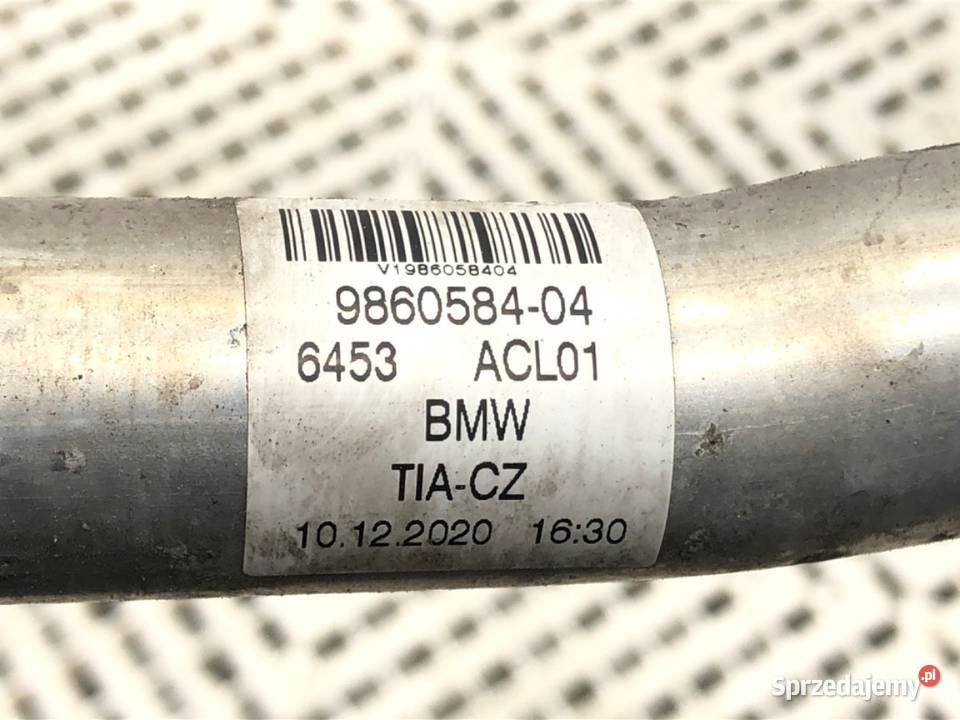 V1986058404
9860584-04
6453 ACL01
BMW
TIA-CZ
10.12.2020 16:30
Sprzedajemy.pl